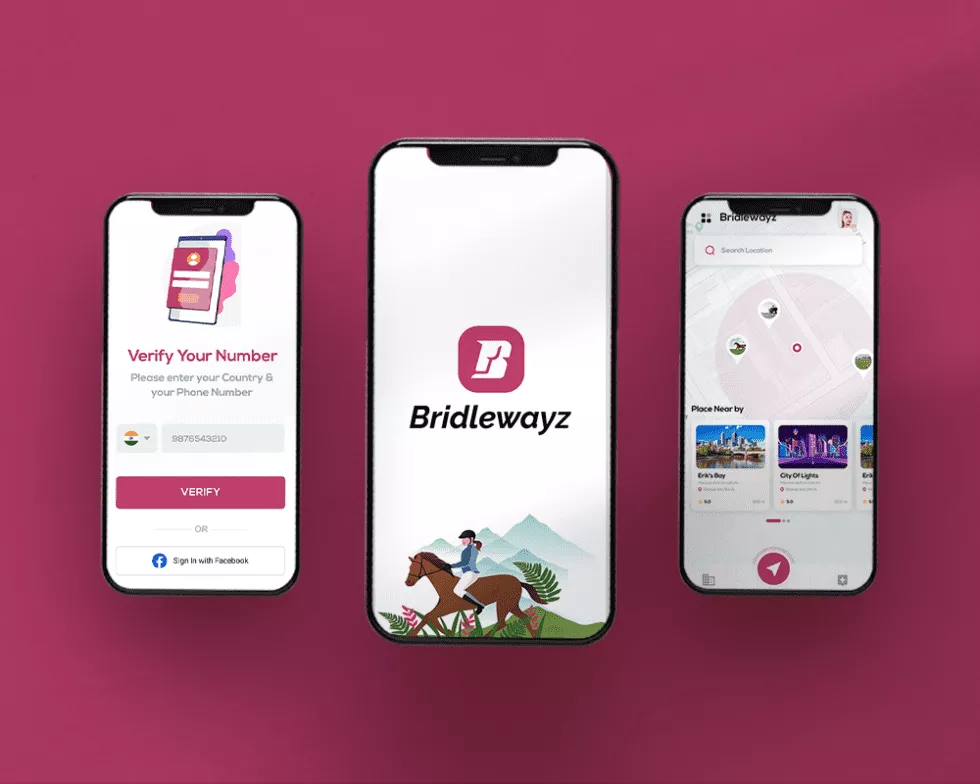 Verify Your Number
Please enter your Country &
your Phone Number
9876543210
VERIFY
OR
Sign In with Facebook
B
Bridlewayz
Bridlewayz
Search Location
Place Near by
Erik's Bay
City Of Lights
5.0
5.0